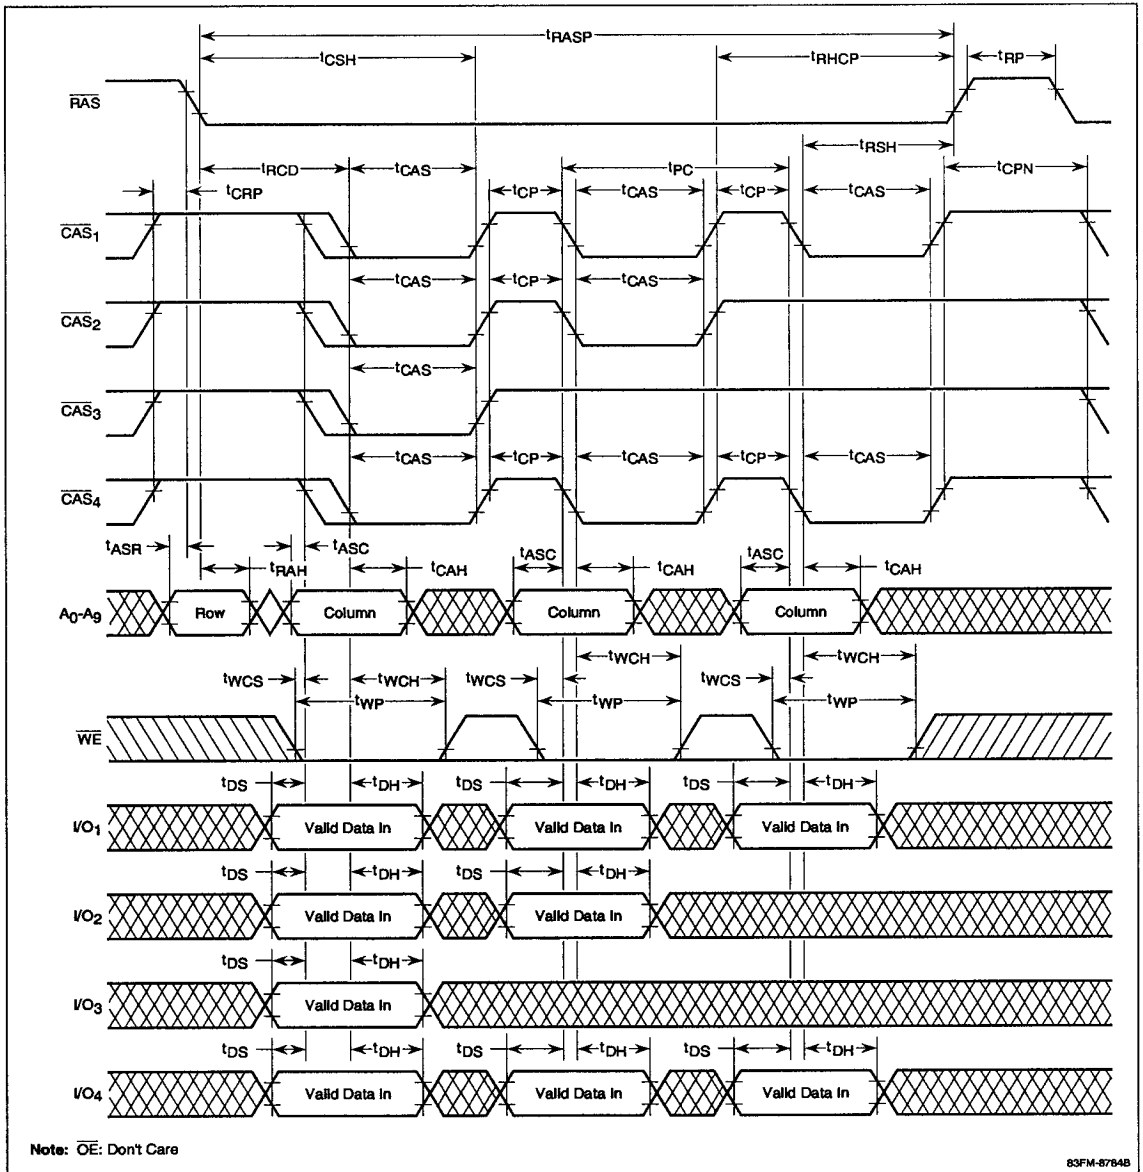 tRASP
tCSH tRHCP tRP
RAS
tRSH
tRCD tCAS tPC tCPN
tCRP tCP tCAS tCP tCAS
CAS1
tCAS tCP tCAS
CAS2
tCAS
CAS3
tCAS tCP tCAS tCP tCAS
CAS4
tASR tASC tASC tASC
tRAH tCAH tCAH tCAH
A0-A9 Row Column Column Column
tWCH tWCH
tWCS tWCH tWCS tWCS
tWP tWP tWP
WE
tDS tDH tDS tDH tDS tDH
I/O1 Valid Data In Valid Data In Valid Data In
tDS tDH tDS tDH
I/O2 Valid Data In Valid Data In
tDS tDH
I/O3 Valid Data In
tDS tDH tDS tDH tDS tDH
I/O4 Valid Data In Valid Data In Valid Data In
Note: OE: Don't Care
83FM-8764B